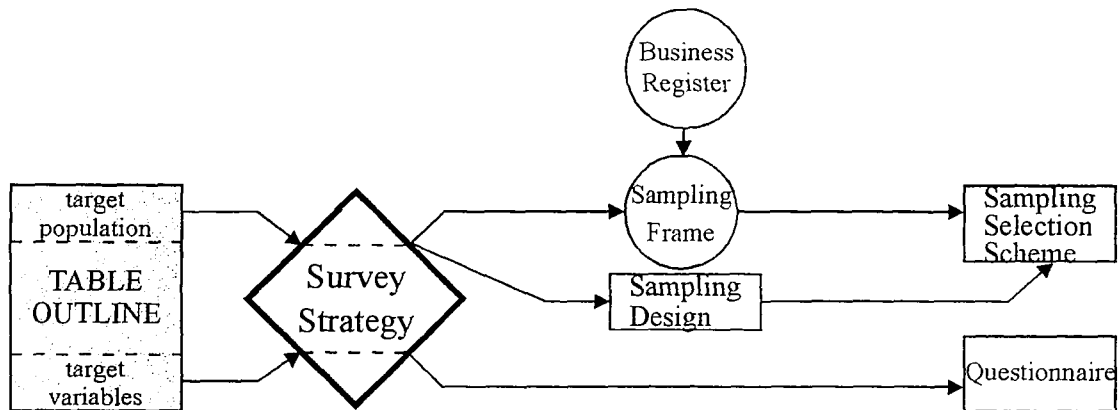 Business
Register
target
population
TABLE
OUTLINE
target
variables
Survey
Strategy
Sampling
Frame
Sampling
Design
Sampling
Selection
Scheme
Questionnaire